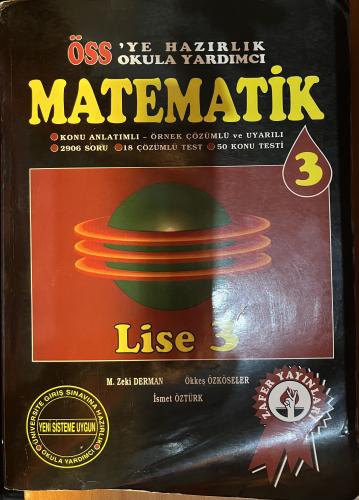 ÖSS 'YE HAZIRLIK
OKULA YARDIMCI
MATEMATİK
KONU ANLATIMLI - ÖRNEK ÇÖZÜMLÜ ve UYARILI
2906 SORU 18 ÇÖZÜMLÜ TEST 50 KONU TESTİ
3
Lise 3
M. Zeki DERMAN Ökkeş ÖZKÖSELER
İsmet ÖZTÜRK
ÜNİVERSİTE GİRİŞ SINAVINA HAZIRLIK
YENİ SİSTEME UYGUN
OKULA YARDIMCI
ZAFER YAYINLARI